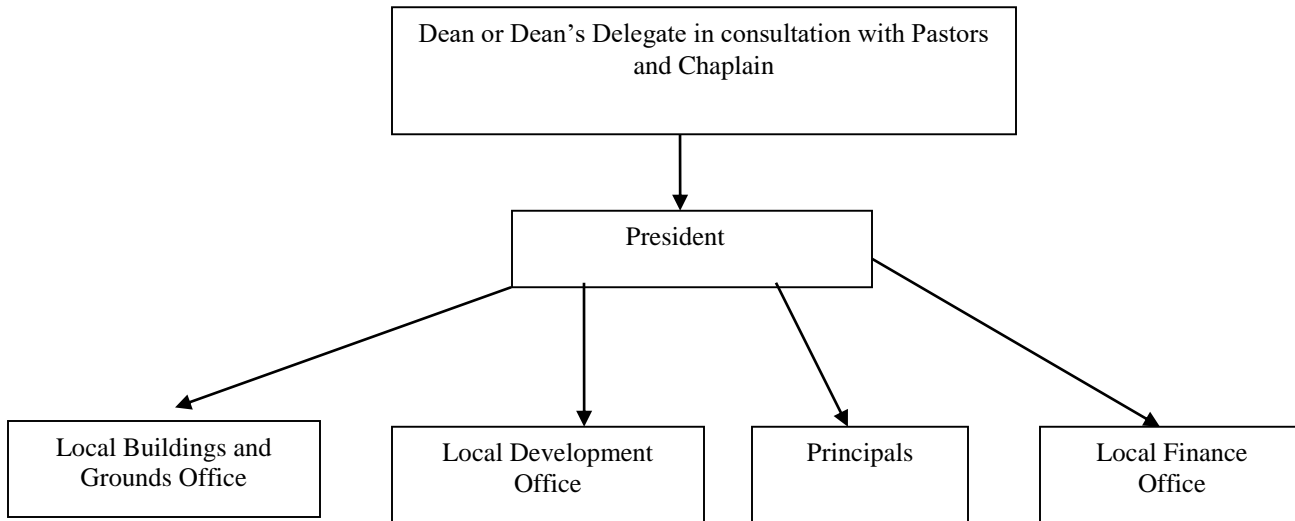 Dean or Dean’s Delegate in consultation with Pastors
and Chaplain
President
Local Buildings and
Grounds Office
Local Development
Office
Principals
Local Finance
Office